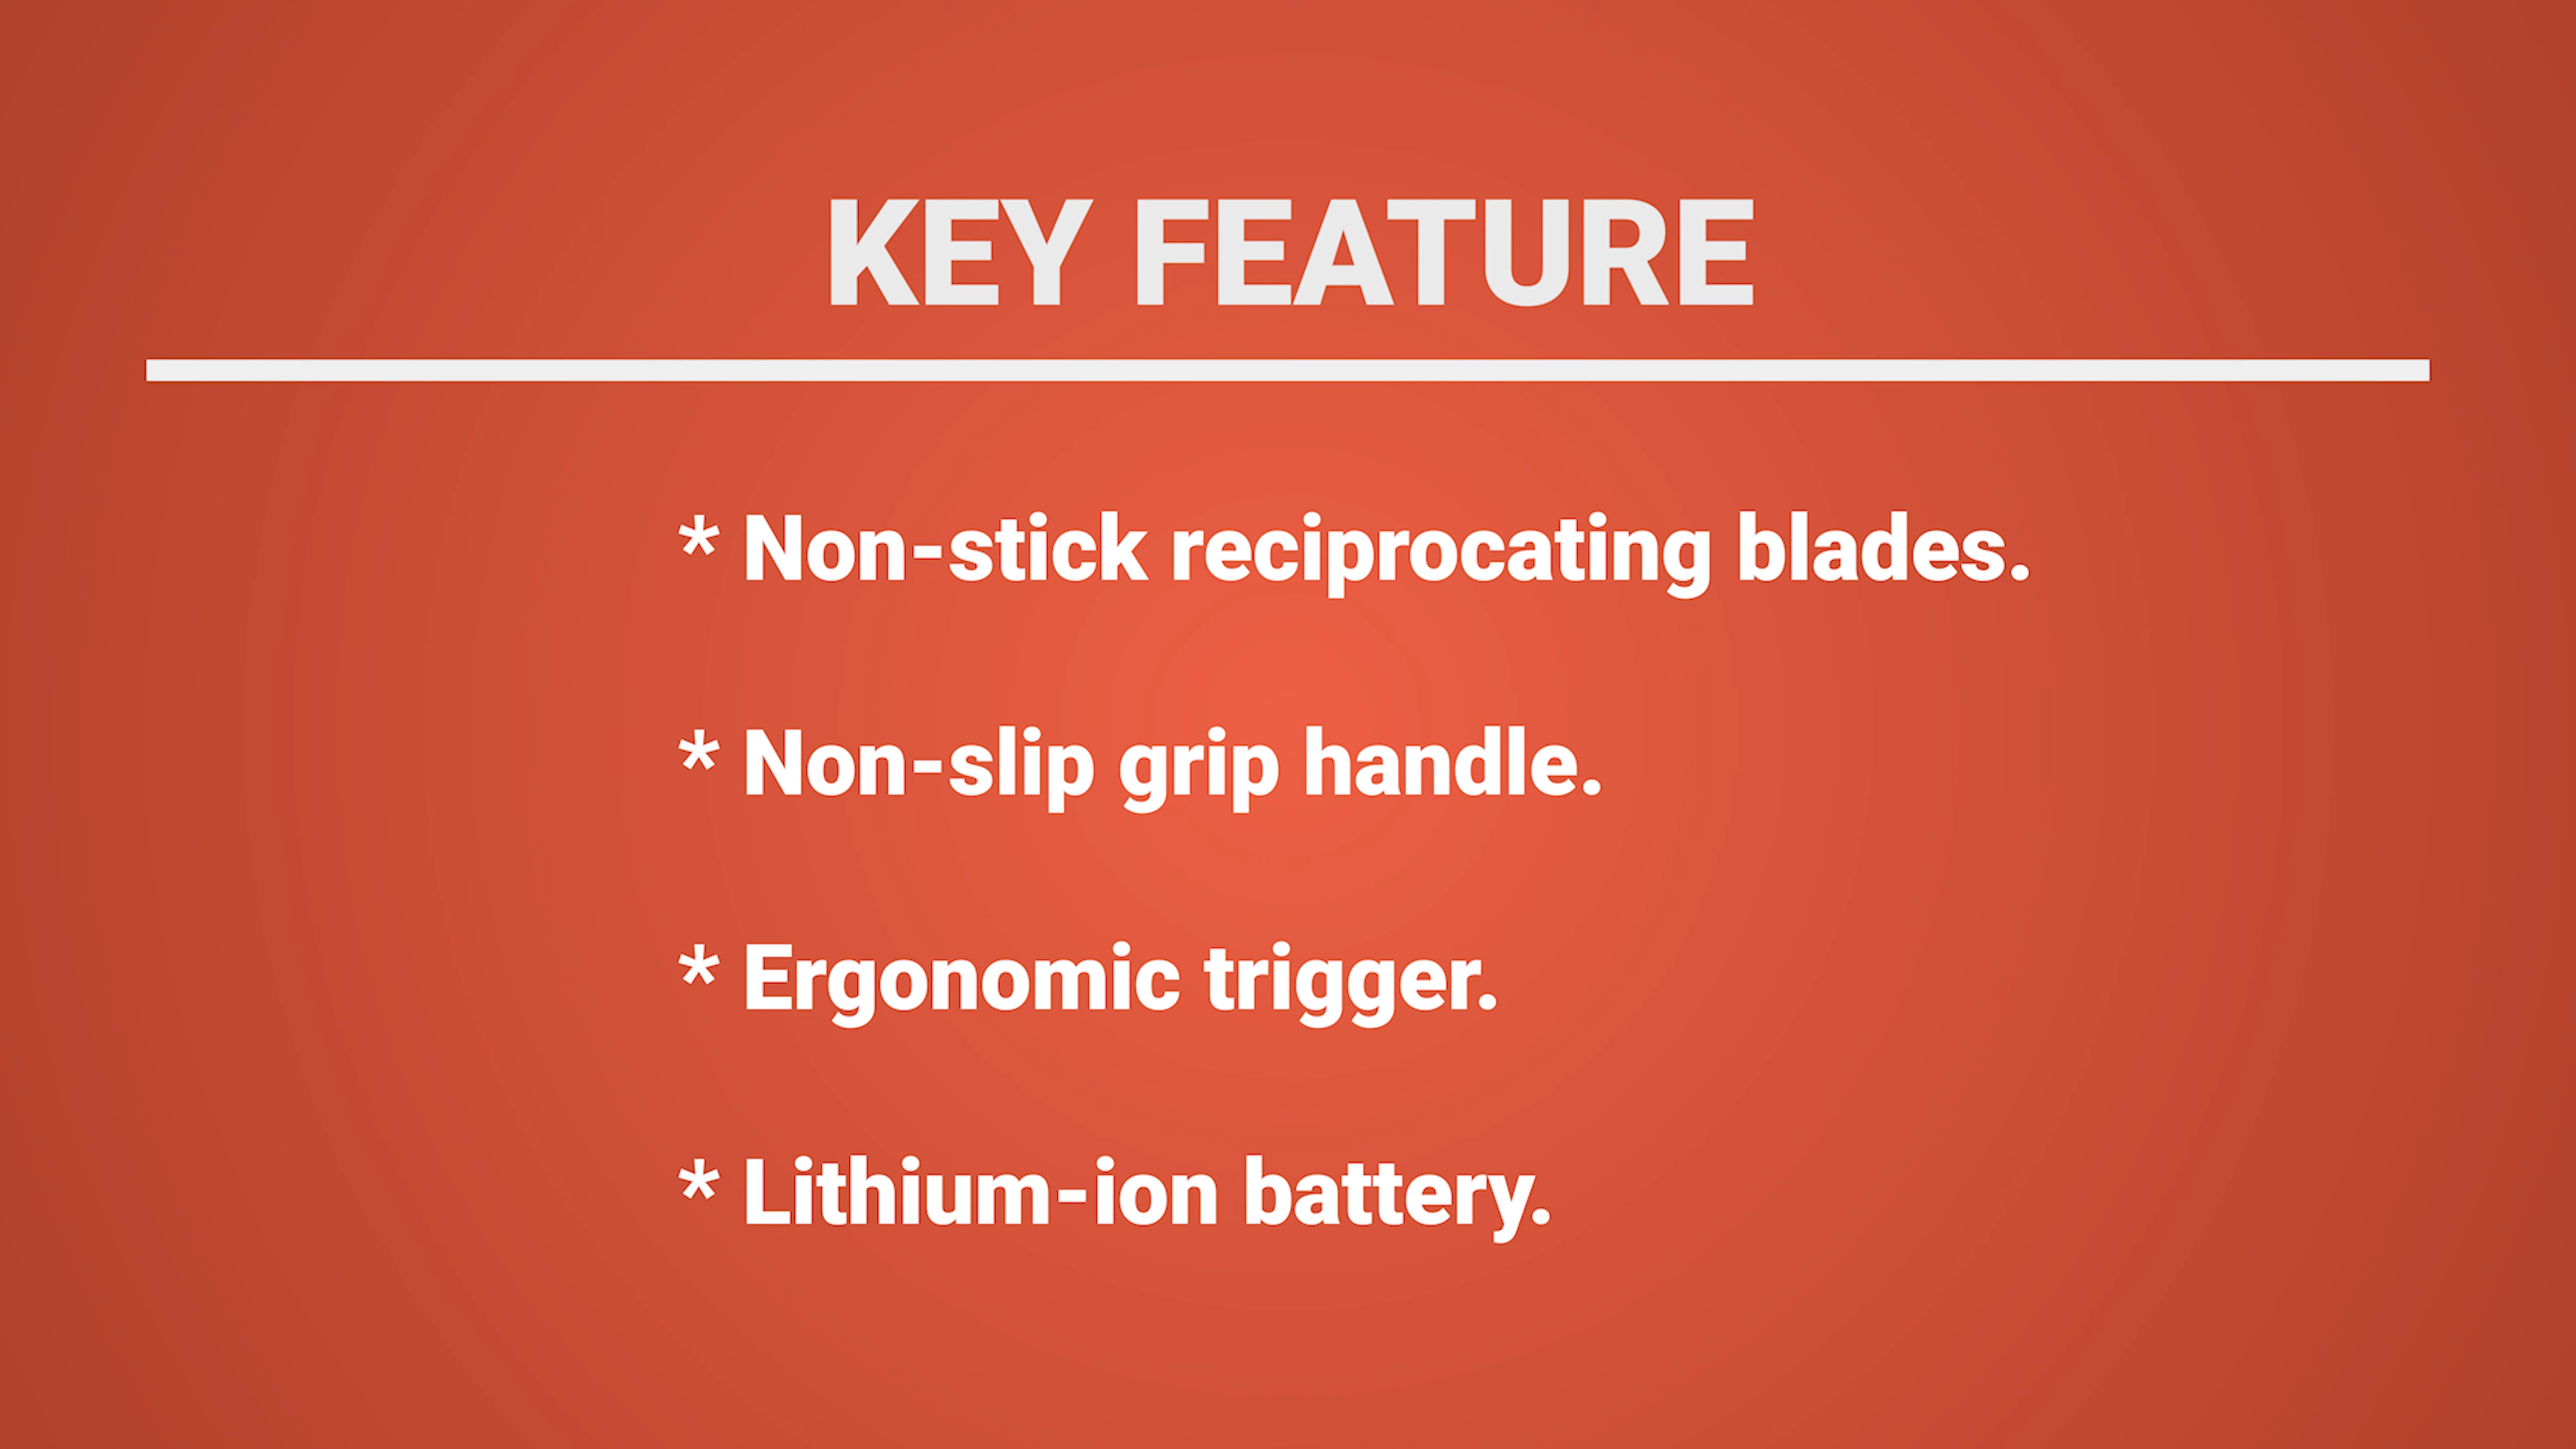 KEY FEATURE
* Non-stick reciprocating blades.
* Non-slip grip handle.
* Ergonomic trigger.
* Lithium-ion battery.